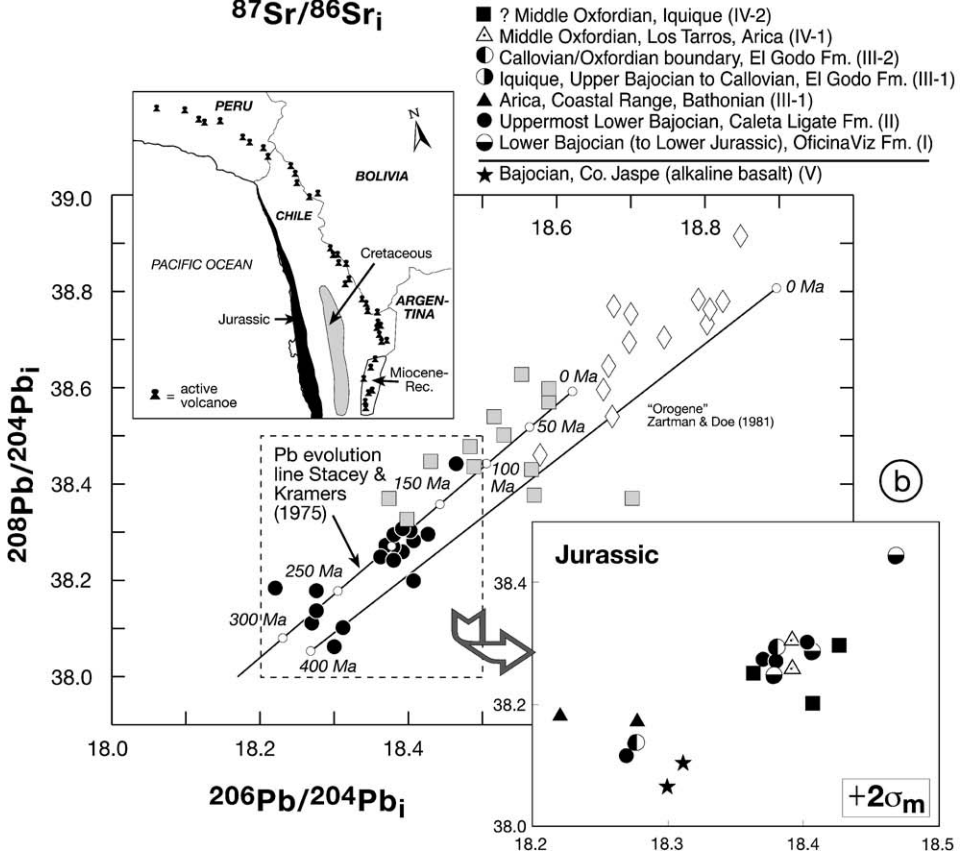 87Sr/86Sri
■ ? Middle Oxfordian, Iquique (IV-2)
Middle Oxfordian, Los Tarros, Arica (IV-1)
Callovian/Oxfordian boundary, El Godo Fm. (III-2)
Iquique, Upper Bajocian to Callovian, El Godo Fm. (III-1)
▲ Arica, Coastal Range, Bathonian (III-1)
● Uppermost Lower Bajocian, Caleta Ligate Fm. (II)
Lower Bajocian (to Lower Jurassic), OficinaViz Fm. (I)
★ Bajocian, Co. Jaspe (alkaline basalt) (V)
PERU
N
BOLIVIA
CHILE
PACIFIC OCEAN
Cretaceous
Jurassic
ARGEN-
TINA
Miocene-
Rec.
= active
volcanoe
208Pb/204Pbi
39.0
38.8
38.6
38.4
38.2
38.0
18.6
18.8
0 Ma
0 Ma
50 Ma
100
Ma
150 Ma
250 Ma
300 Ma
400 Ma
"Orogene"
Zartman & Doe (1981)
Pb evolution
line Stacey &
Kramers
(1975)
b
18.0
18.2
18.4
206Pb/204Pbi
Jurassic
38.4
38.2
38.0
+2σm
18.2
18.3
18.4
18.5